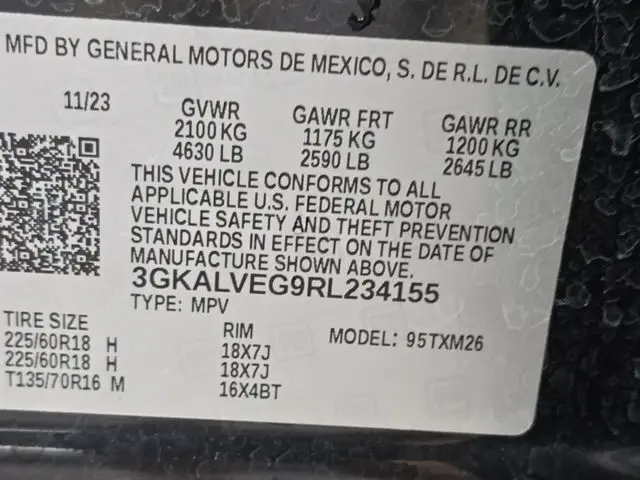 MFD BY GENERAL MOTORS DE MEXICO, S. DE R.L. DE C.V.
11/23 GVWR GAWR FRT GAWR RR
2100 KG 1175 KG 1200 KG
4630 LB 2590 LB 2645 LB
THIS VEHICLE CONFORMS TO ALL
APPLICABLE U.S. FEDERAL MOTOR
VEHICLE SAFETY AND THEFT PREVENTION
STANDARDS IN EFFECT ON THE DATE OF
MANUFACTURE SHOWN ABOVE.
3GKALVEG9RL234155
TYPE: MPV
TIRE SIZE RIM MODEL: 95TXM26
225/60R18 H 18X7J
225/60R18 H 18X7J
T135/70R16 M 16X4BT